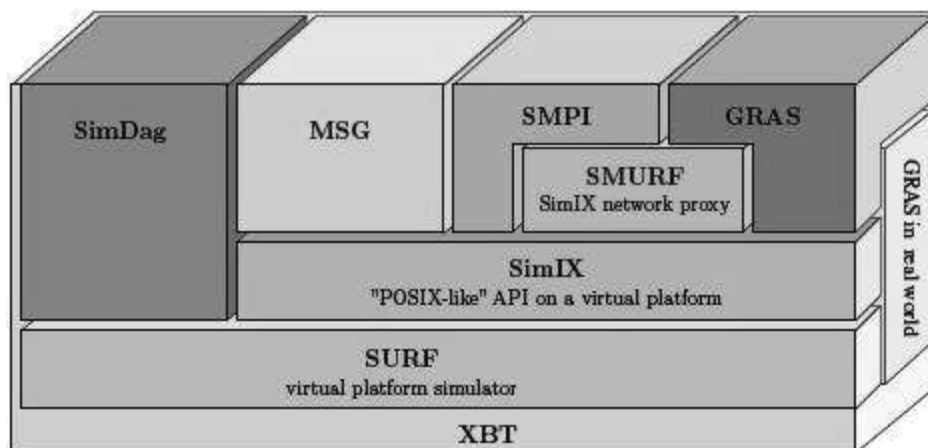 SimDag
MSG
SMPI
GRAS
SMURF
SimIX network proxy
SimIX
"POSIX-like" API on a virtual platform
SURF
virtual platform simulator
XBT
GRAS in real world